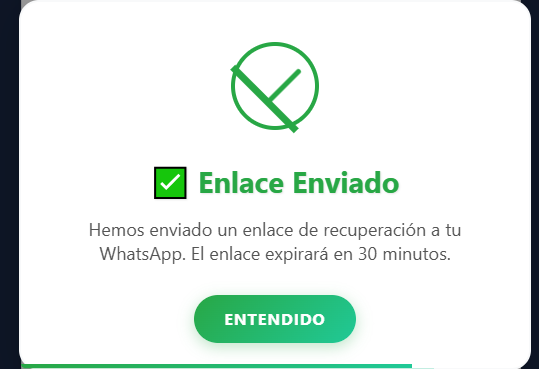 ✅ Enlace Enviado
Hemos enviado un enlace de recuperación a tu
WhatsApp. El enlace expirará en 30 minutos.
ENTENDIDO